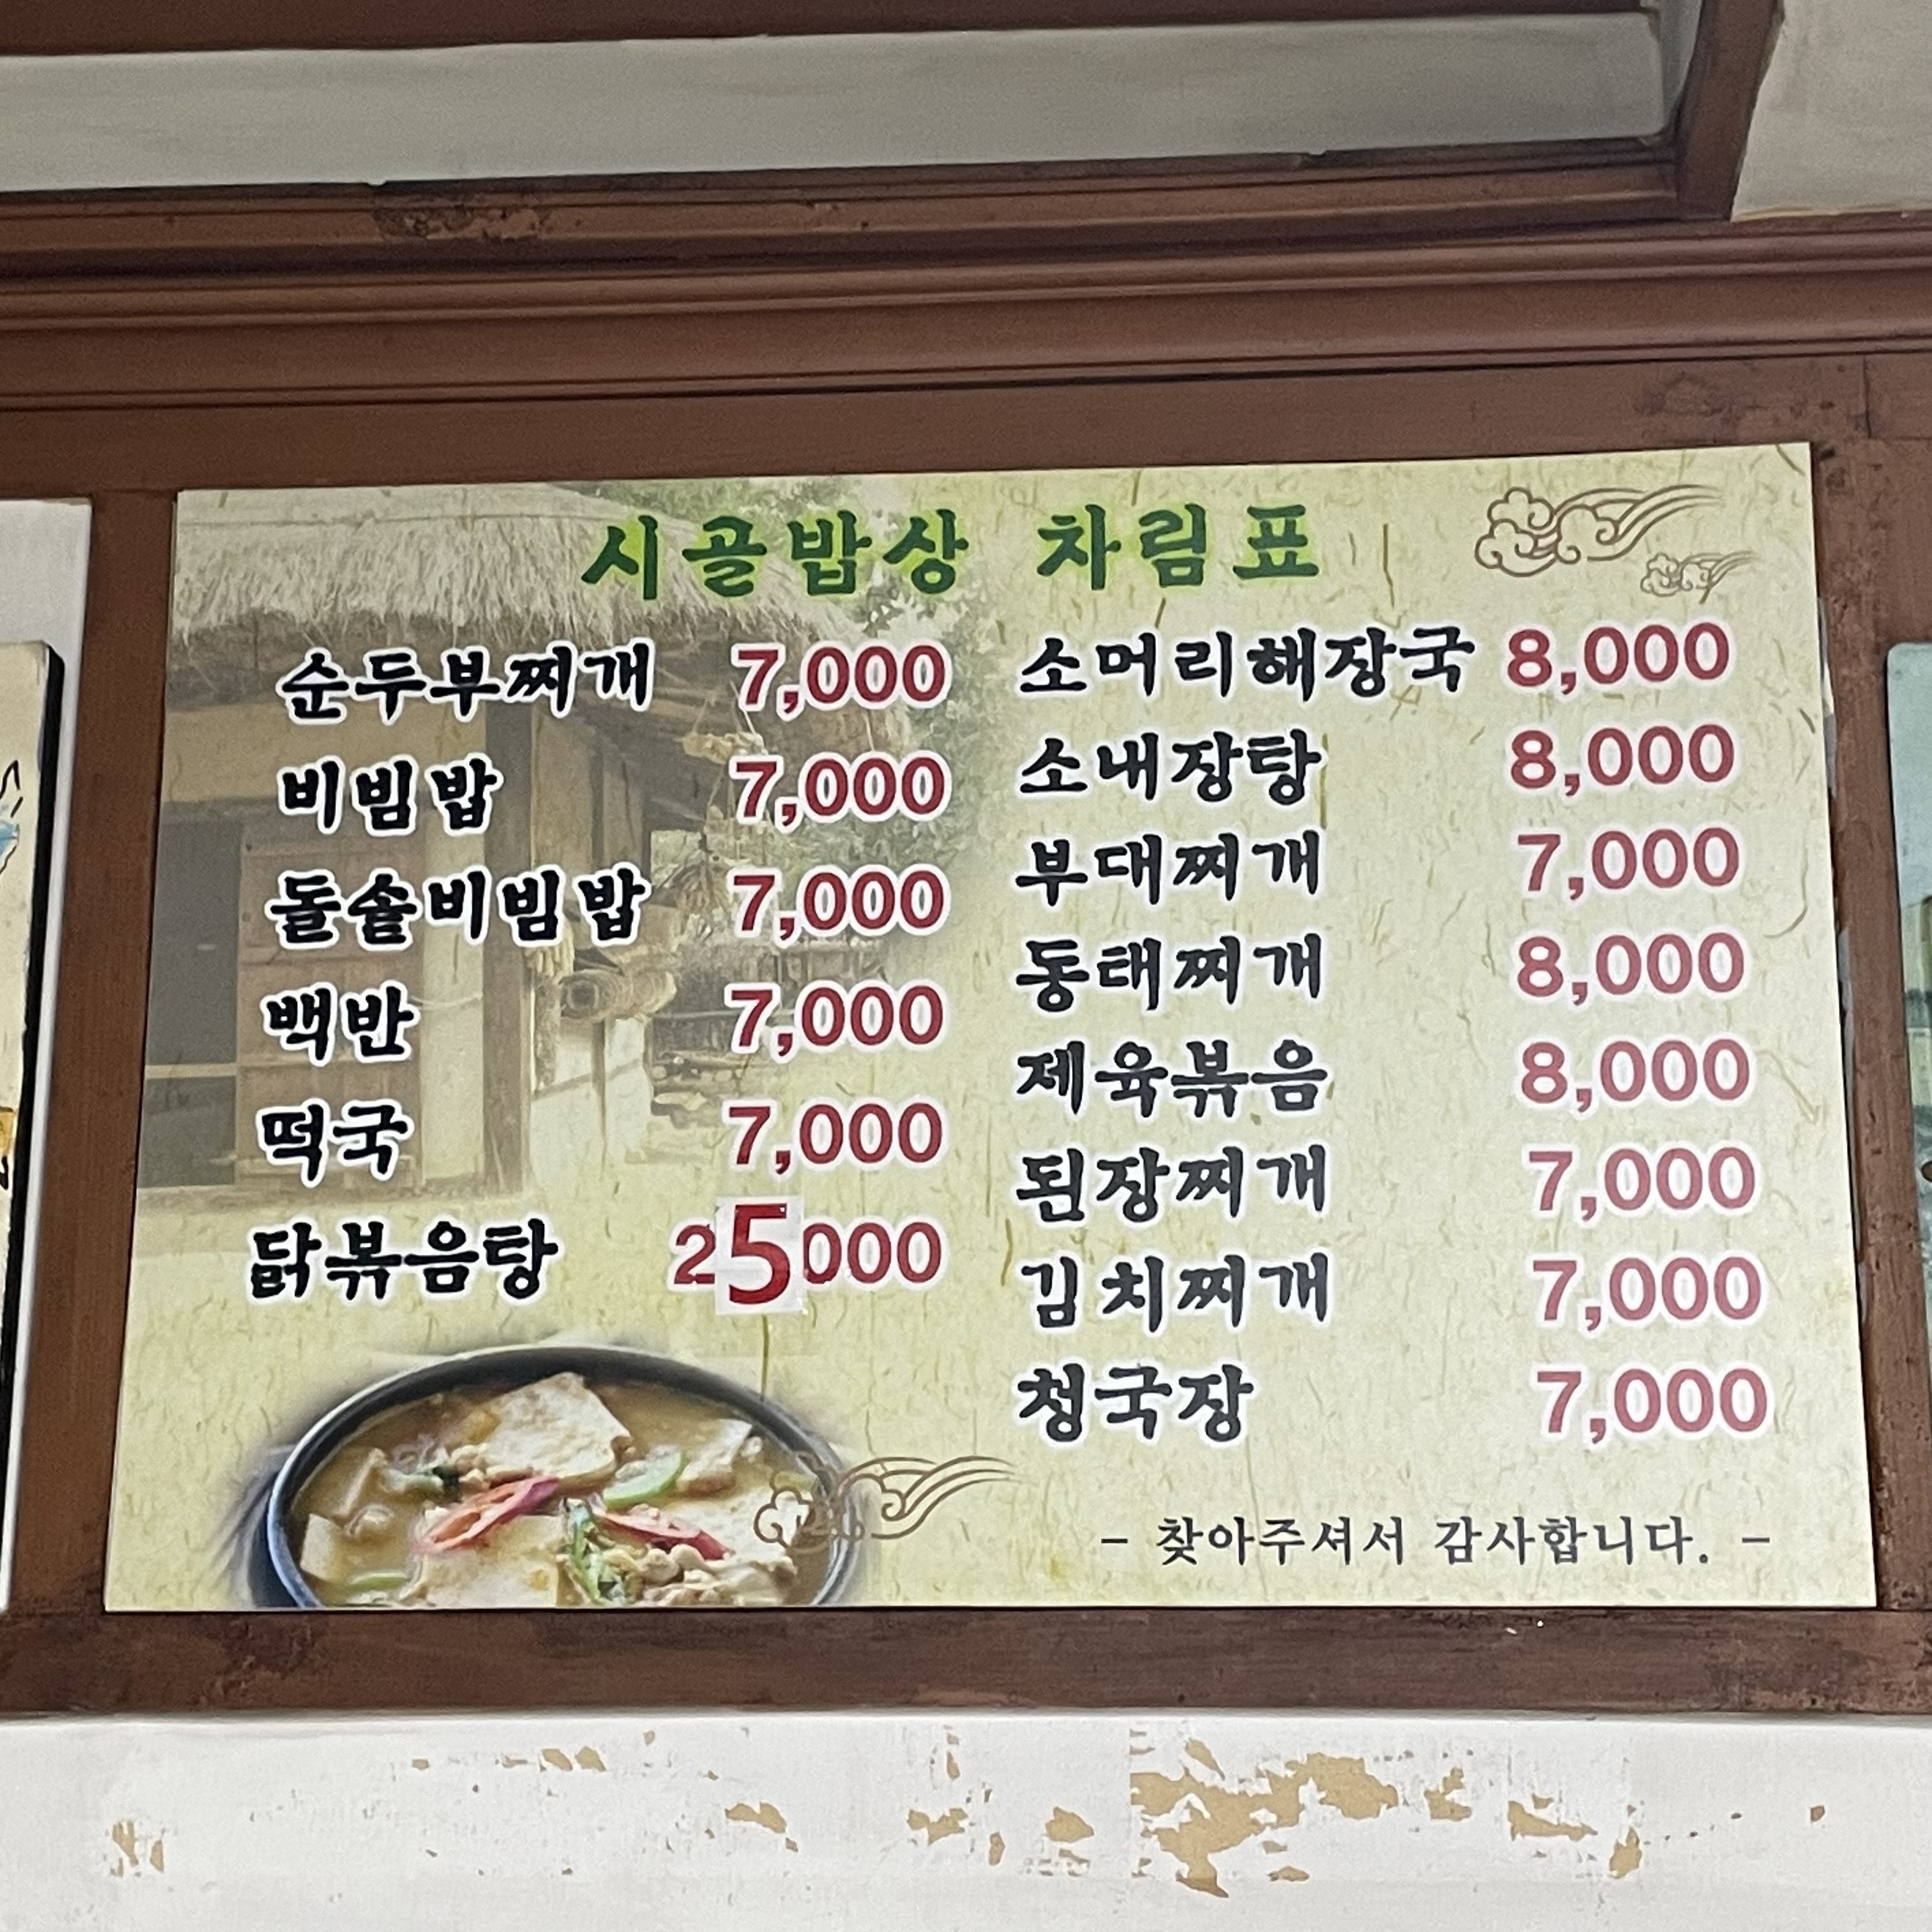 시골밥상 차림표
순두부찌개 7,000
비빔밥 7,000
돌솥비빔밥 7,000
백반 7,000
떡국 7,000
닭볶음탕 25000
소머리해장국 8,000
소내장탕 8,000
부대찌개 7,000
동태찌개 8,000
제육볶음 8,000
된장찌개 7,000
김치찌개 7,000
청국장 7,000
- 찾아주셔서 감사합니다. -